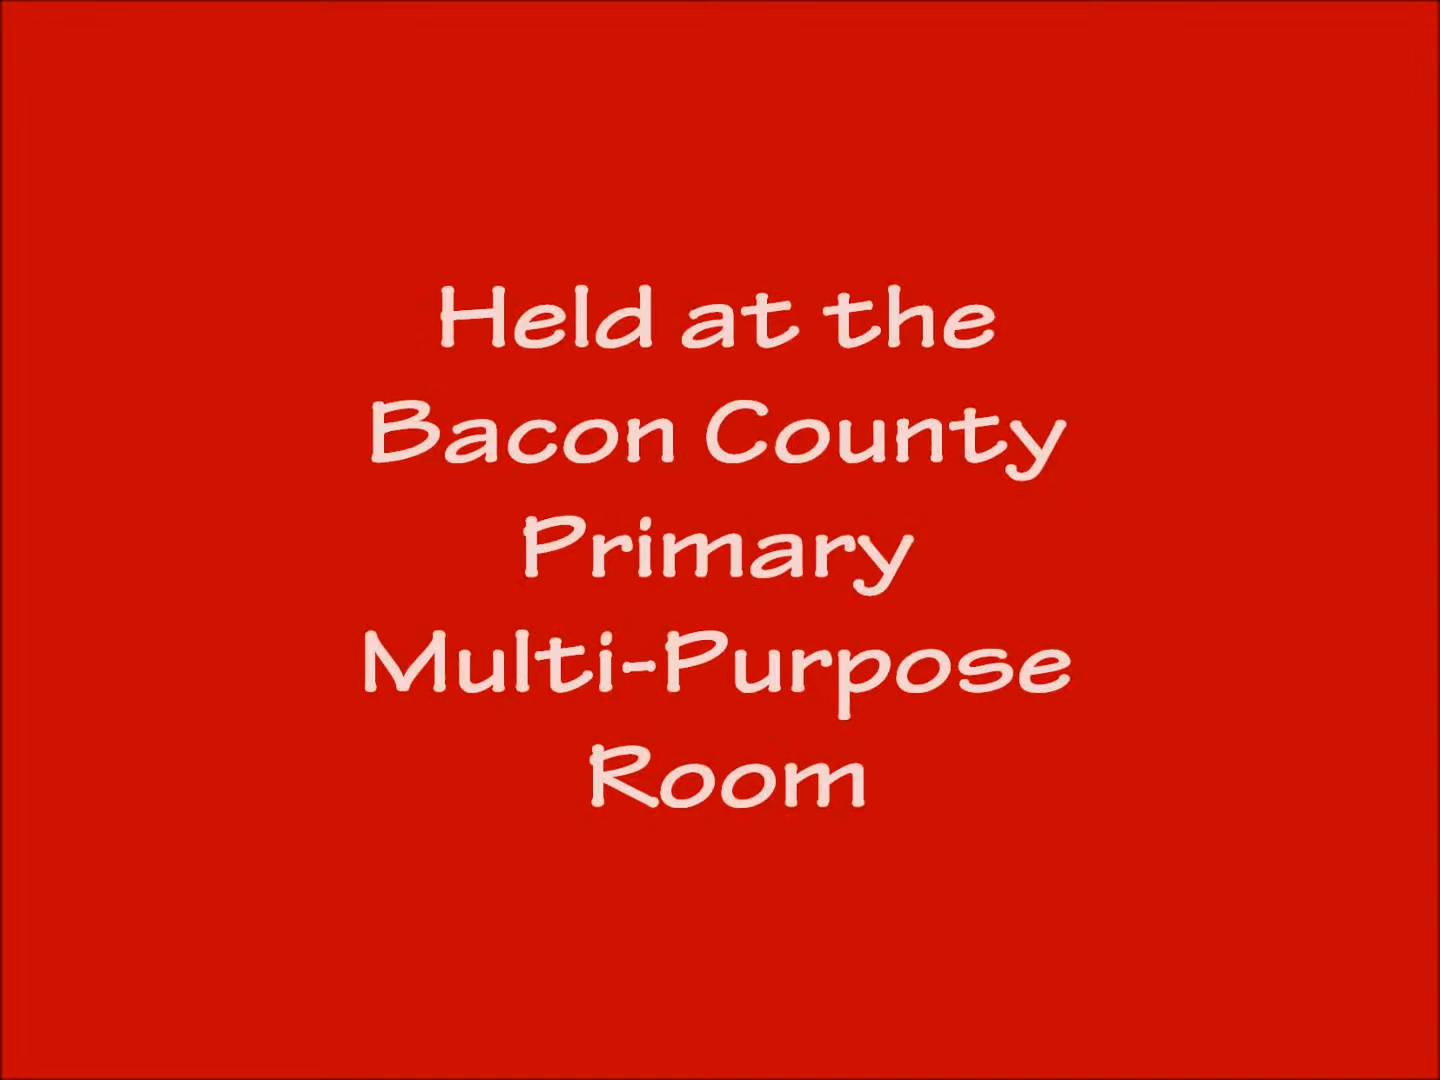 Held at the
Bacon County
Primary
Multi-Purpose
Room